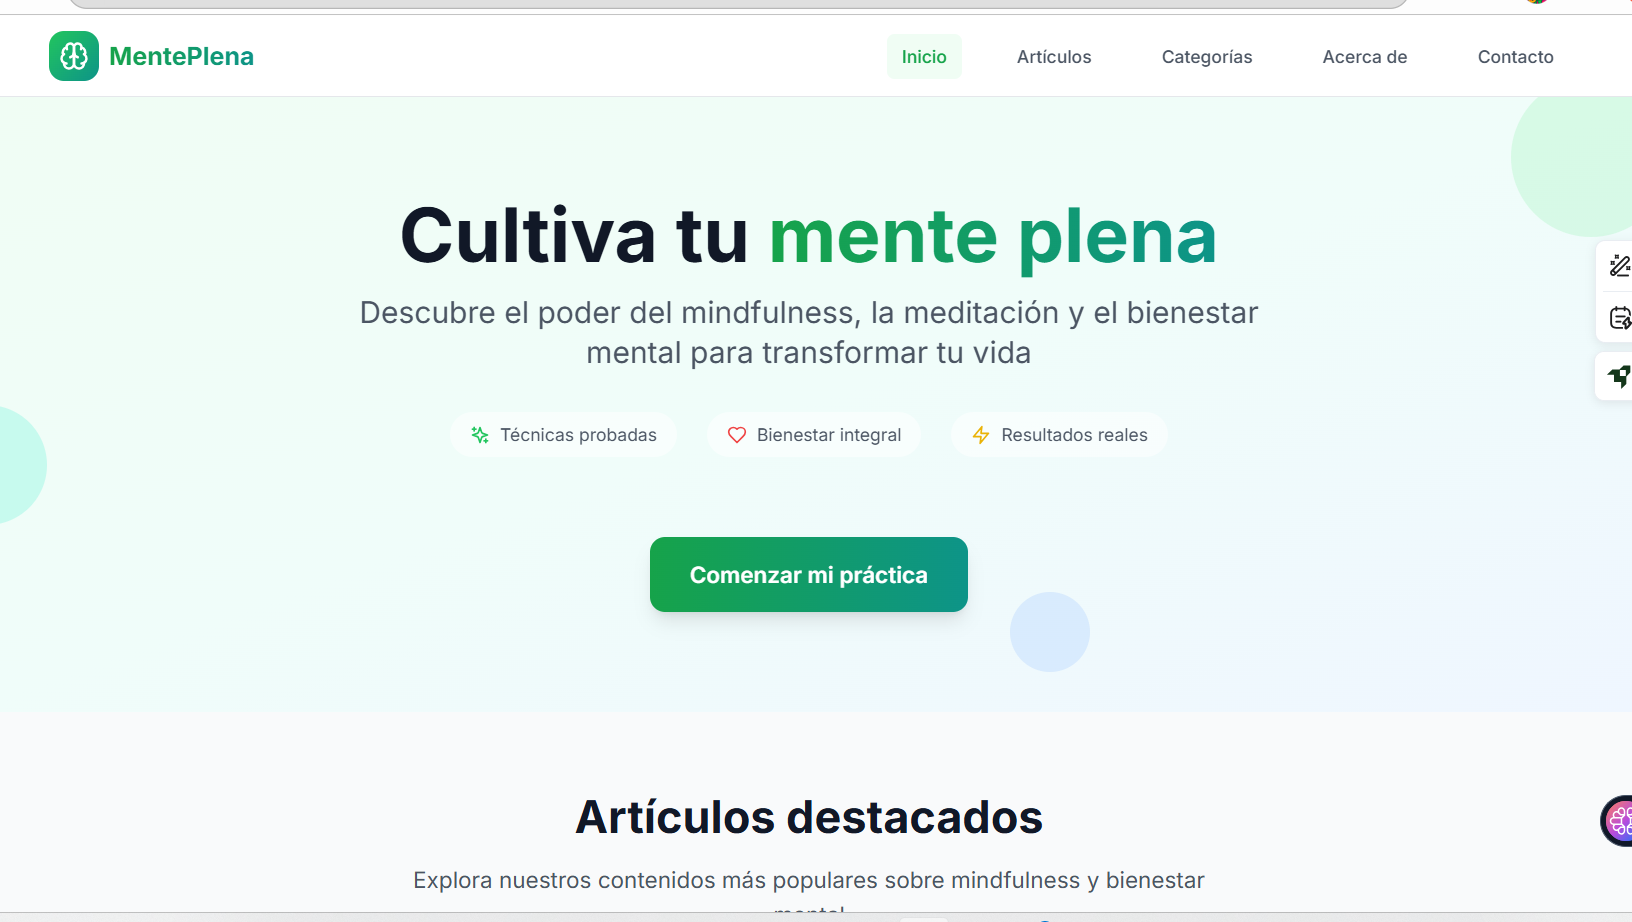 MentePlena
Inicio
Artículos
Categorías
Acerca de
Contacto
Cultiva tu mente plena
Descubre el poder del mindfulness, la meditación y el bienestar
mental para transformar tu vida
Técnicas probadas
Bienestar integral
Resultados reales
Comenzar mi práctica
Artículos destacados
Explora nuestros contenidos más populares sobre mindfulness y bienestar
mental